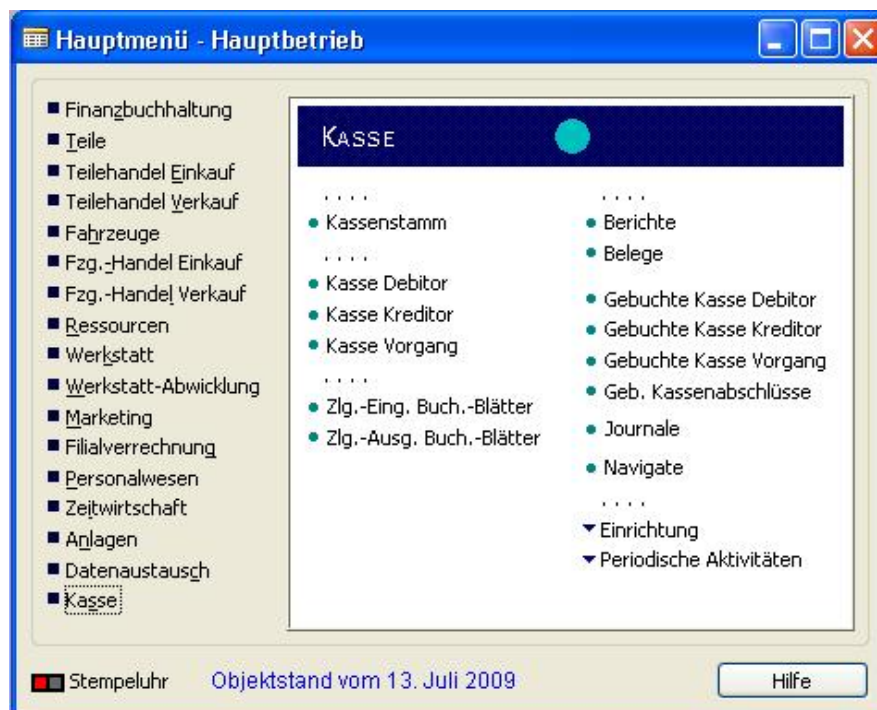 Hauptmenü - Hauptbetrieb
Finanzbuchhaltung
Teile
Teilehandel Einkauf
Teilehandel Verkauf
Fahrzeuge
Fzg.-Handel Einkauf
Fzg.-Handel Verkauf
Ressourcen
Werkstatt
Werkstatt-Abwicklung
Marketing
Filialverrechnung
Personalwesen
Zeitwirtschaft
Anlagen
Datenaustausch
Kasse
KASSE
. . . .
Kassenstamm
. . . .
Kasse Debitor
Kasse Kreditor
Kasse Vorgang
. . . .
Zlg.-Eing. Buch.-Blätter
Zlg.-Ausg. Buch.-Blätter
. . . .
Berichte
Belege
Gebuchte Kasse Debitor
Gebuchte Kasse Kreditor
Gebuchte Kasse Vorgang
Geb. Kassenabschlüsse
Journale
Navigate
. . . .
Einrichtung
Periodische Aktivitäten
Stempeluhr
Objektstand vom 13. Juli 2009
Hilfe